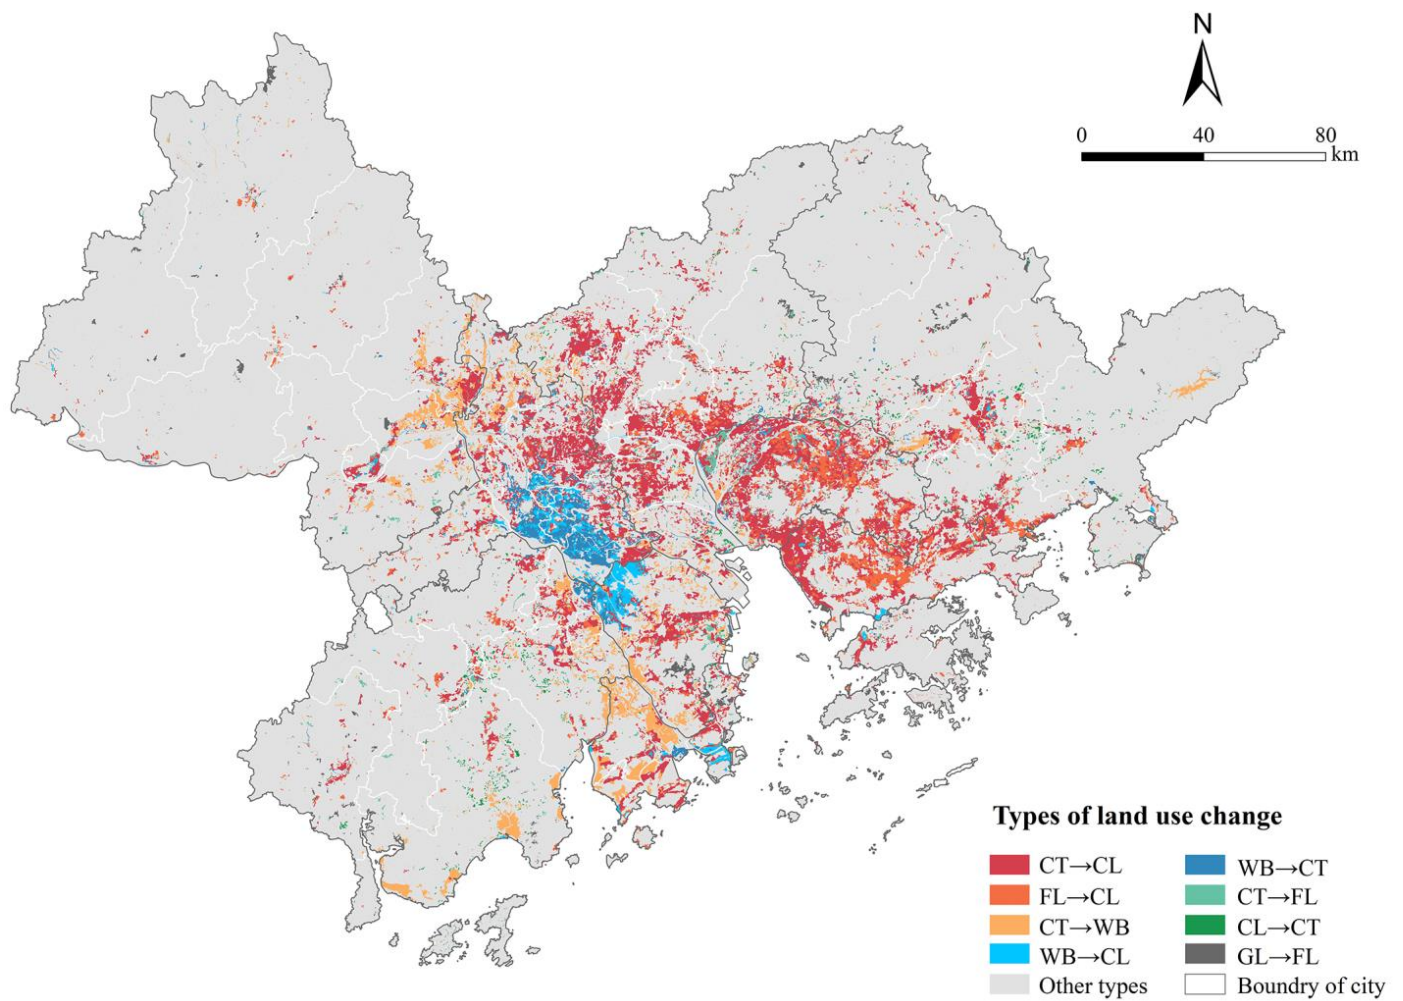 N
0 40 80
km
Types of land use change
CT→CL WB→CT
FL→CL CT→FL
CT→WB CL→CT
WB→CL GL→FL
Other types Boundry of city